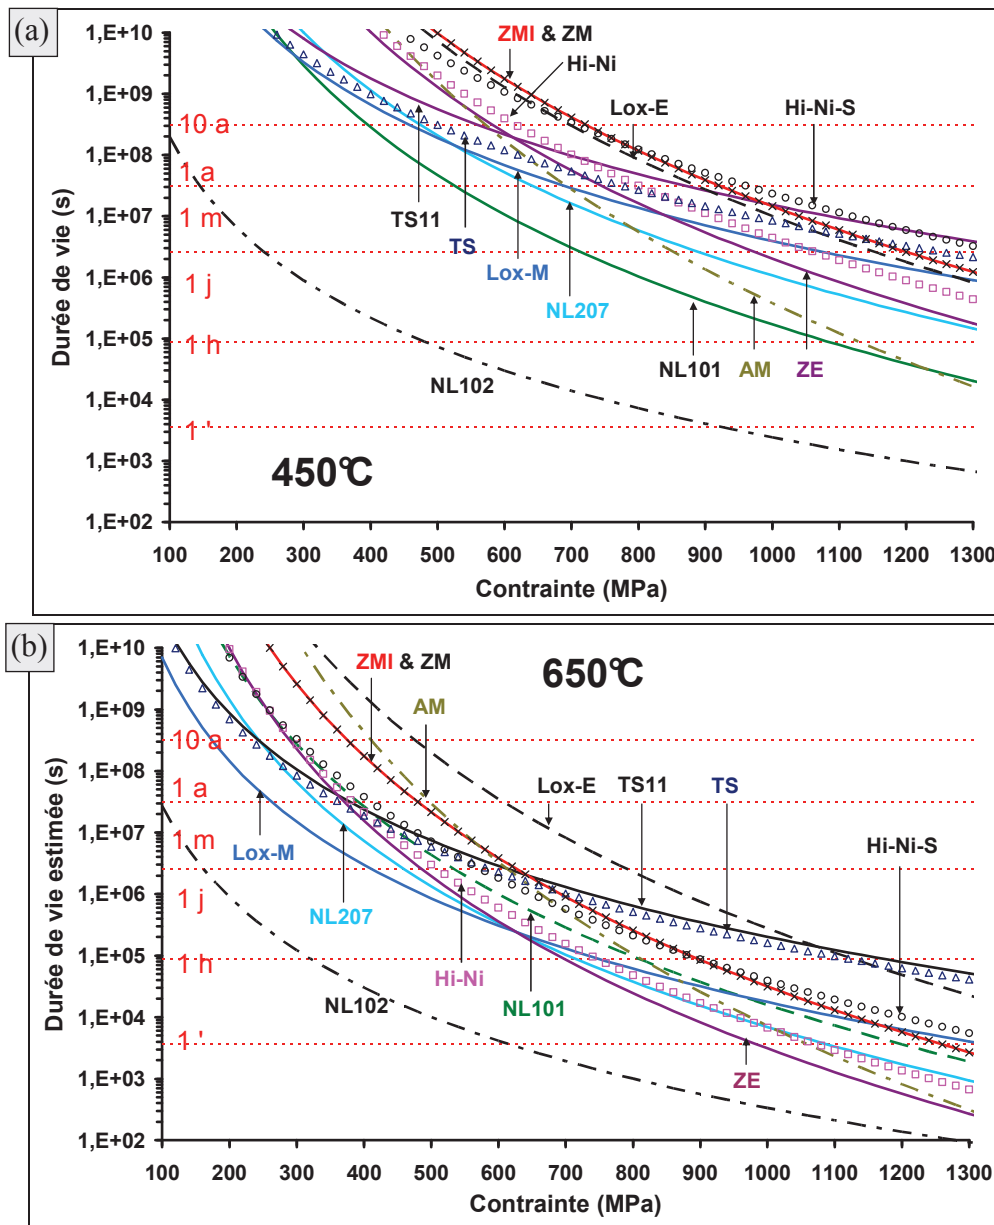 (a)
1,E+10
1,E+09
1,E+08
1,E+07
1,E+06
1,E+05
1,E+04
1,E+03
1,E+02
Durée de vie (s)
10 a
1 a
1 m
1 j
1 h
1 '
ZMI & ZM
Hi-Ni
Lox-E
Hi-Ni-S
TS11
TS
Lox-M
NL207
NL102
NL101
AM
ZE
450°C
100 200 300 400 500 600 700 800 900 1000 1100 1200 1300
Contrainte (MPa)
(b)
1,E+10
1,E+09
1,E+08
1,E+07
1,E+06
1,E+05
1,E+04
1,E+03
1,E+02
Durée de vie estimée (s)
10 a
1 a
1 m
1 j
1 h
1 '
650°C
ZMI & ZM
AM
Lox-E
TS11
TS
Hi-Ni-S
Lox-M
NL207
Hi-Ni
NL102
NL101
ZE
100 200 300 400 500 600 700 800 900 1000 1100 1200 1300
Contrainte (MPa)